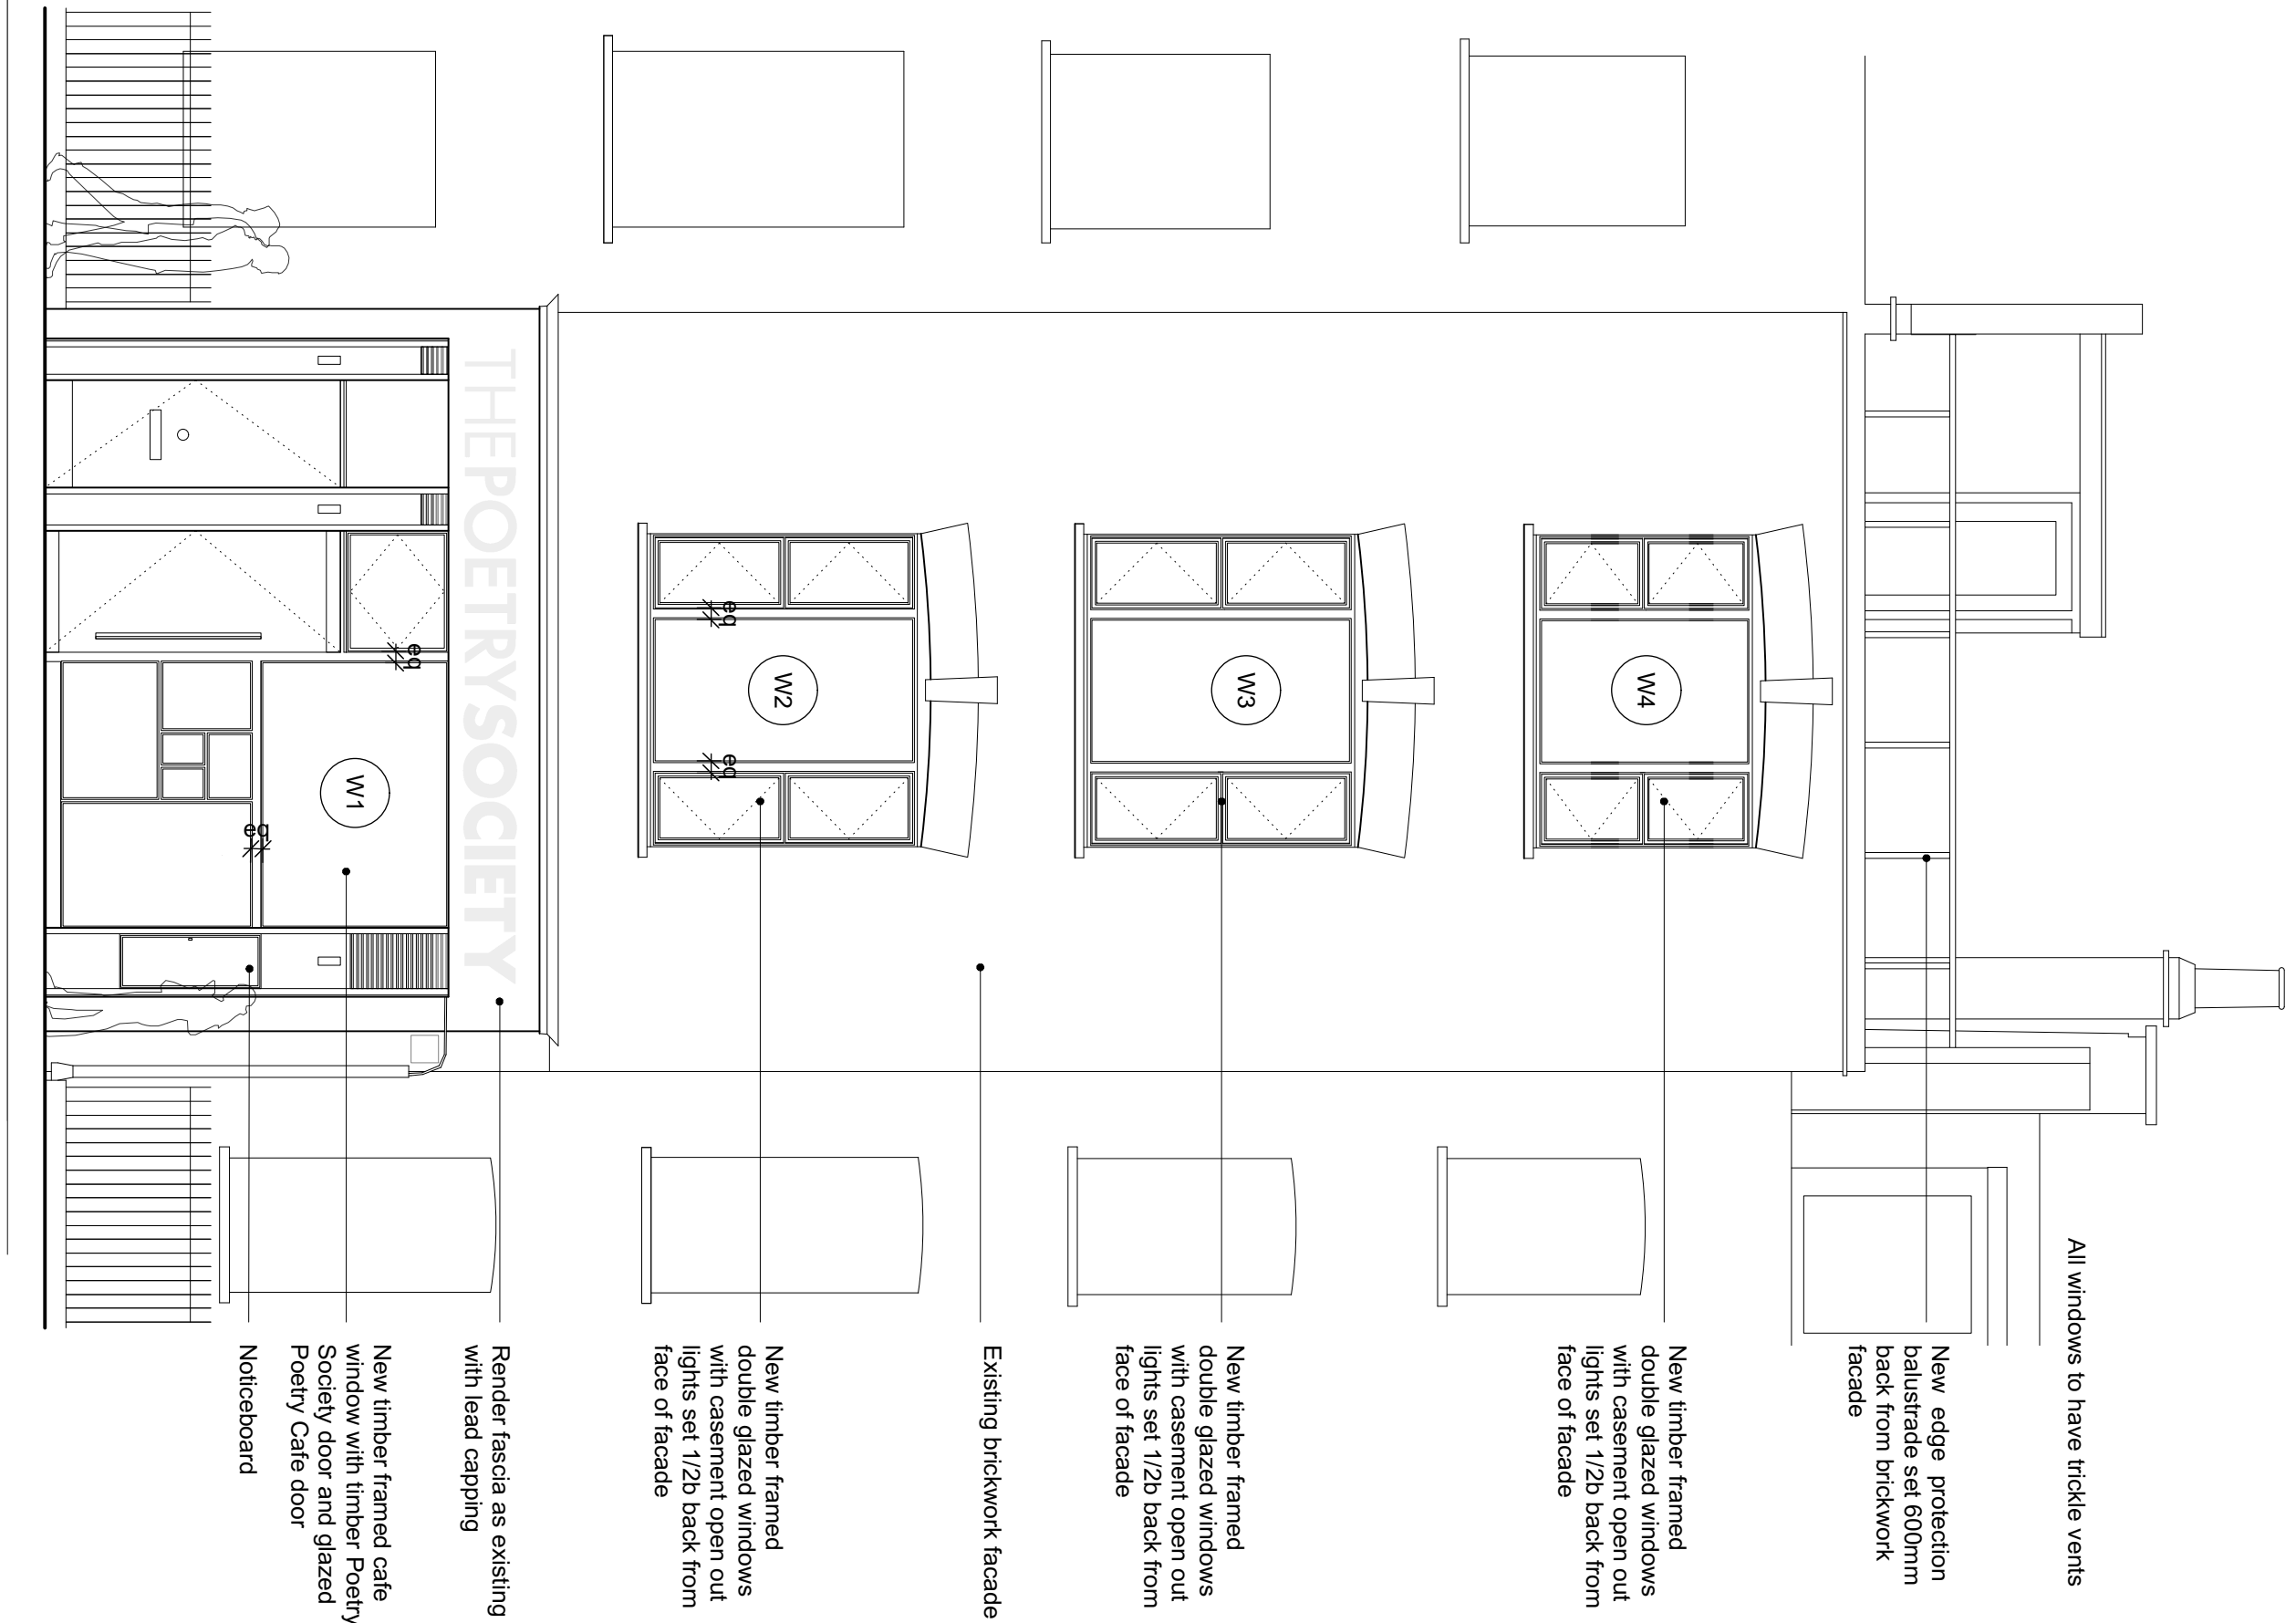 All windows to have trickle vents
New edge protection
balustrade set 600mm
back from brickwork
facade
New timber framed
double glazed windows
with casement open out
lights set 1/2b back from
face of facade
W4
New timber framed
double glazed windows
with casement open out
lights set 1/2b back from
face of facade
W3
Existing brickwork facade
New timber framed
double glazed windows
with casement open out
lights set 1/2b back from
face of facade
eq
W2
eq
THEPOETRYSOCIETY
Render fascia as existing
with lead capping
eq
W1
eq
New timber framed cafe
window with timber Poetry
Society door and glazed
Poetry Cafe door
Noticeboard